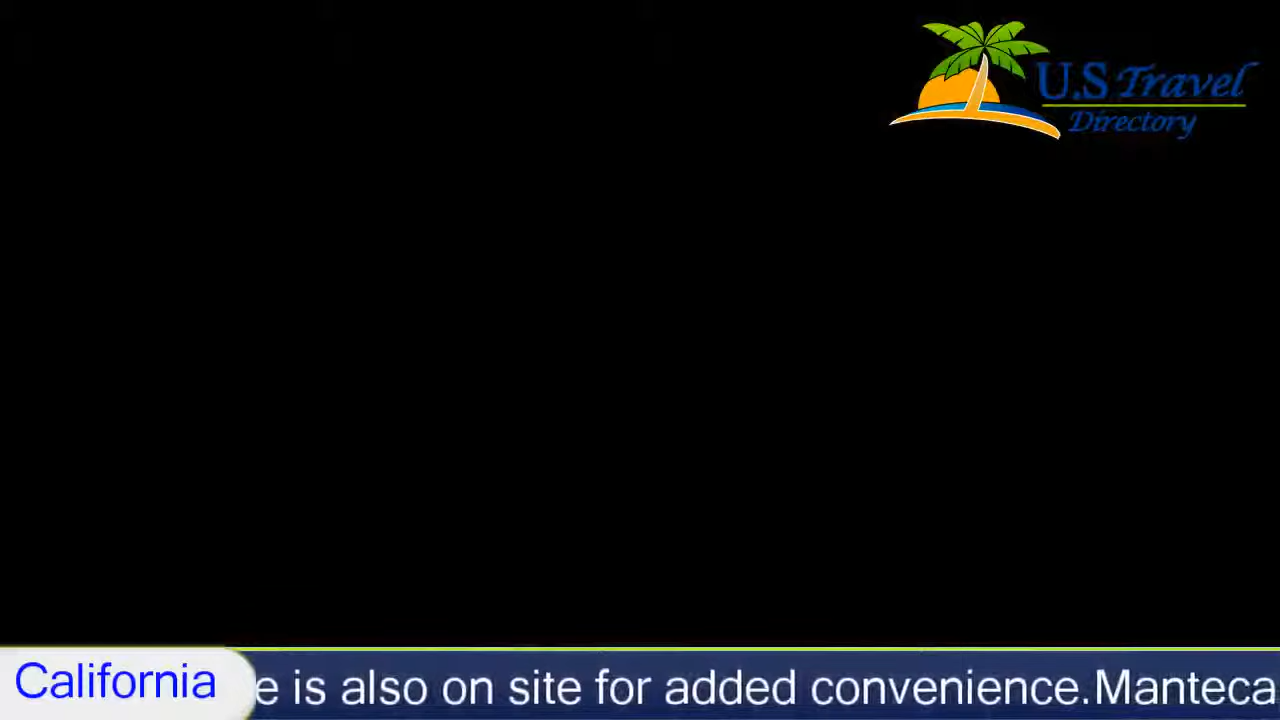 U.S Travel
Directory
California
e is also on site for added convenience.Manteca